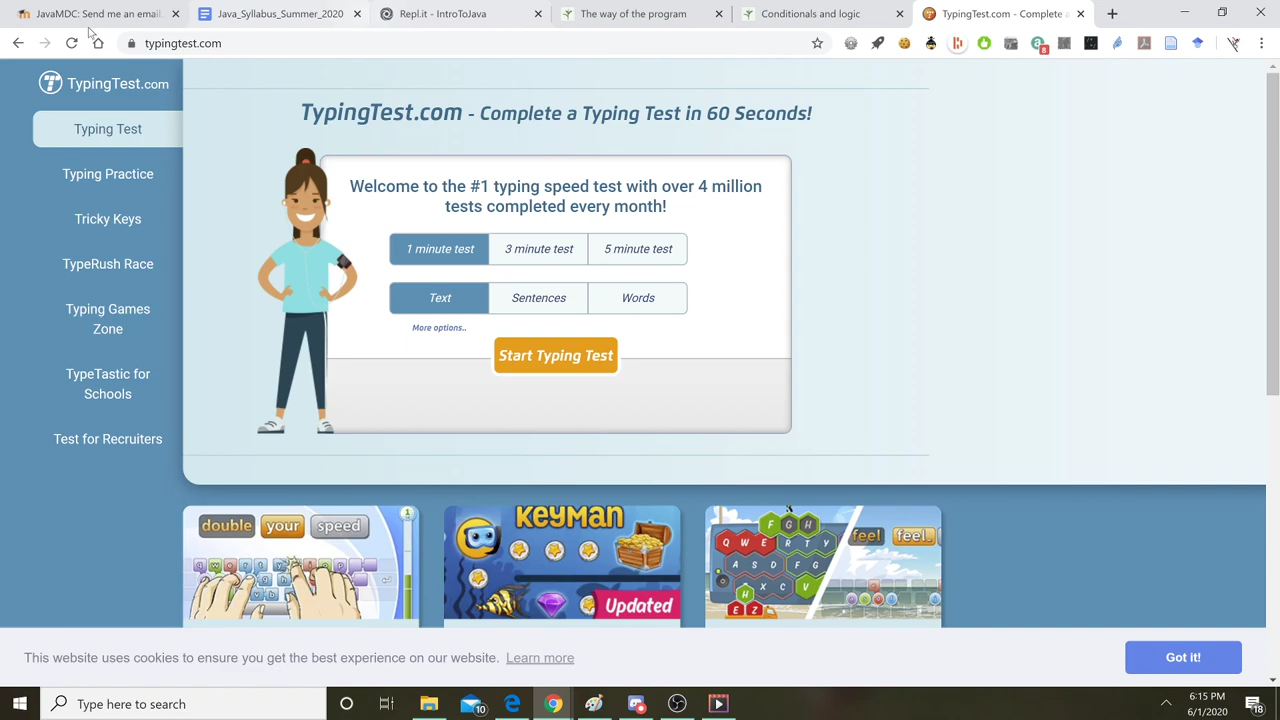 JavaMDC: Send me an email.
Java_Syllabus_Summer_2020
Repl.it - IntroToJava
The way of the program
Conditionals and logic
TypingTest.com - Complete a
typingtest.com
8
TypingTest.com
Typing Test
Typing Practice
Tricky Keys
TypeRush Race
Typing Games
Zone
TypeTastic for
Schools
Test for Recruiters
TypingTest.com - Complete a Typing Test in 60 Seconds!
Welcome to the #1 typing speed test with over 4 million
tests completed every month!
1 minute test
3 minute test
5 minute test
Text
Sentences
Words
More options..
Start Typing Test
double your speed
KEYMAN
Updated
F G H
Q W E R T Y
A S D F G
X C V
H
E Z
feel feel
This website uses cookies to ensure you get the best experience on our website. Learn more
Got it!
Type here to search
10
6:15 PM
6/1/2020
18